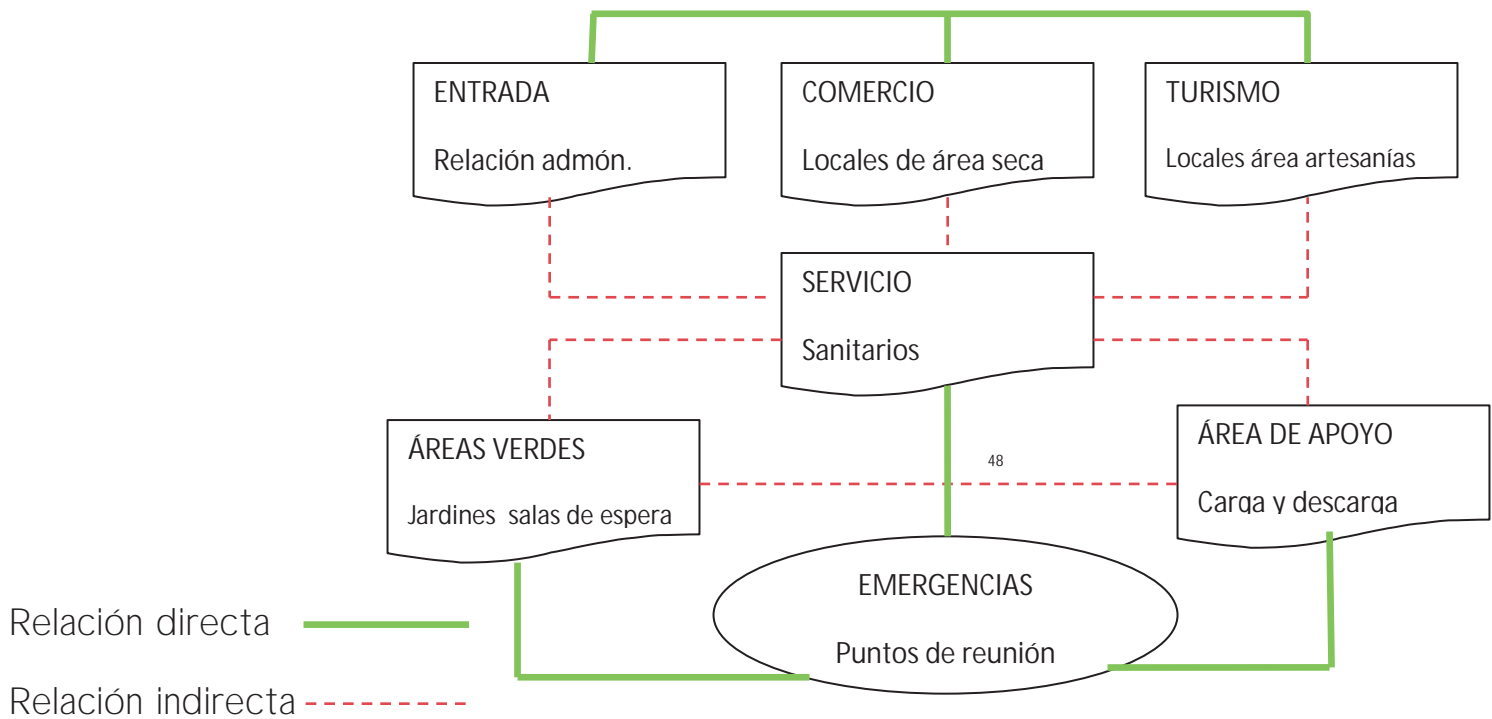 ENTRADA
Relación admón.
COMERCIO
Locales de área seca
TURISMO
Locales área artesanías
SERVICIO
Sanitarios
ÁREAS VERDES
Jardines salas de espera
48
ÁREA DE APOYO
Carga y descarga
EMERGENCIAS
Puntos de reunión
Relación directa
Relación indirecta